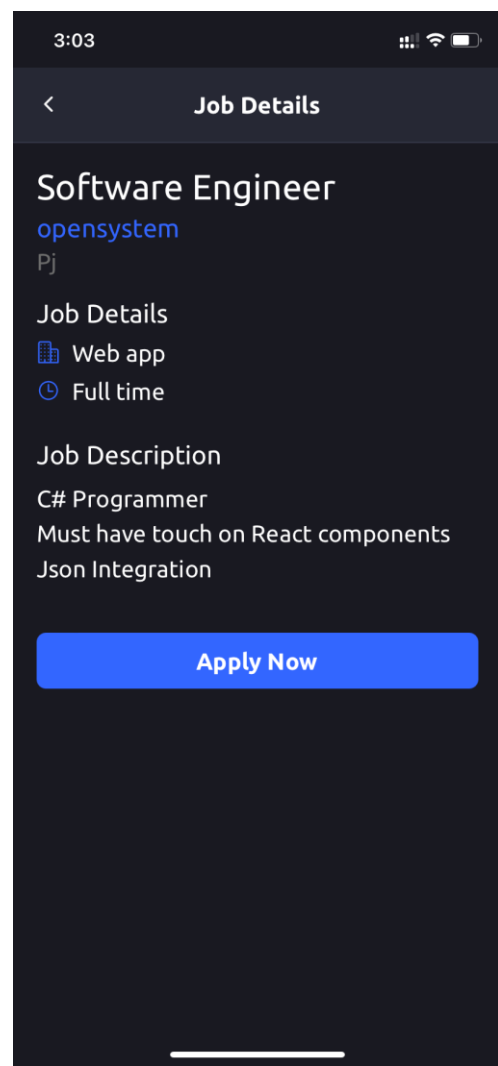 3:03
Job Details
Software Engineer
opensystem
Pj
Job Details
Web app
Full time
Job Description
C# Programmer
Must have touch on React components
Json Integration
Apply Now